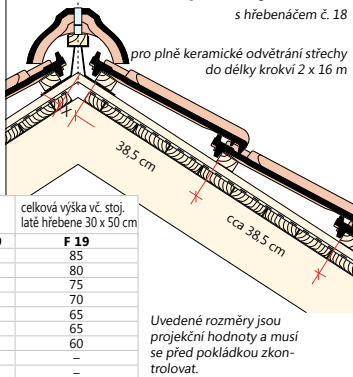 s hřebenáčem č. 18
pro plně keramické odvětrání střechy
do délky krokví 2 x 16 m
38,5 cm
cca 38,5 cm
celková výška vč. stoj.
latě hřebene 30 x 50 cm
F 19
85
80
75
70
65
65
60
–
–
Uvedené rozměry jsou
projekční hodnoty a musí
se před pokládkou zkon-
trolovat.